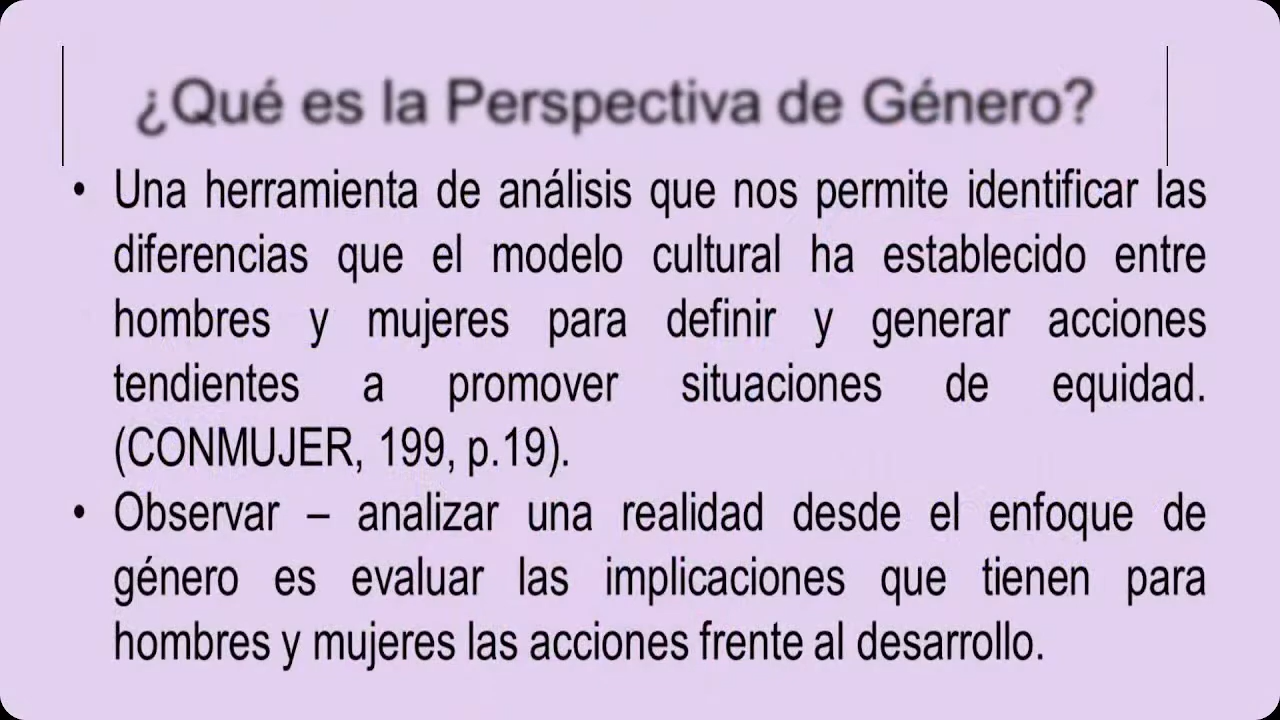 ¿Qué es la Perspectiva de Género?
• Una herramienta de análisis que nos permite identificar las
diferencias que el modelo cultural ha establecido entre
hombres y mujeres para definir y generar acciones
tendientes a promover situaciones de equidad.
(CONMUJER, 199, p.19).
• Observar – analizar una realidad desde el enfoque de
género es evaluar las implicaciones que tienen para
hombres y mujeres las acciones frente al desarrollo.